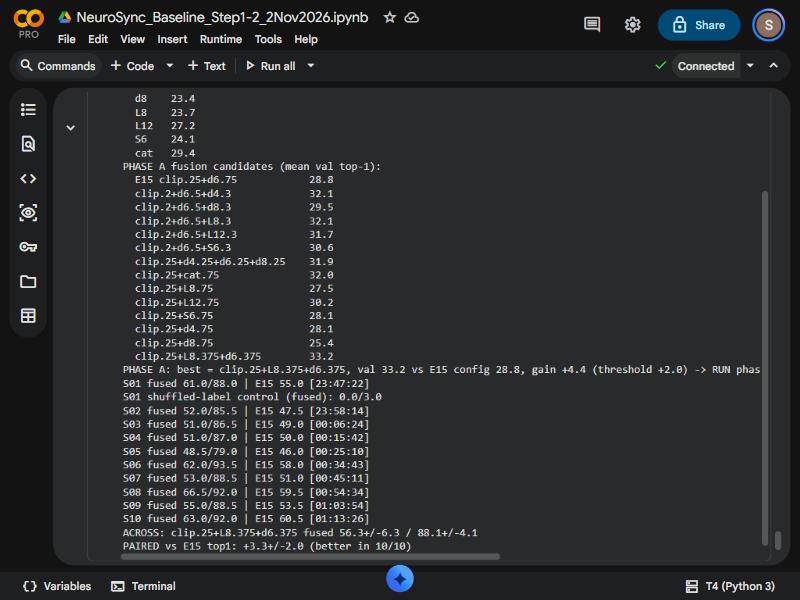 CO
PRO
NeuroSync_Baseline_Step1-2_2Nov2026.ipynb
File Edit View Insert Runtime Tools Help
Share
S
Commands + Code + Text Run all
Connected
d8 23.4
L8 23.7
L12 27.2
S6 24.1
cat 29.4
PHASE A fusion candidates (mean val top-1):
E15 clip.25+d6.75 28.8
clip.2+d6.5+d4.3 32.1
clip.2+d6.5+d8.3 29.5
clip.2+d6.5+L8.3 32.1
clip.2+d6.5+L12.3 31.7
clip.2+d6.5+S6.3 30.6
clip.25+d4.25+d6.25+d8.25 31.9
clip.25+cat.75 32.0
clip.25+L8.75 27.5
clip.25+L12.75 30.2
clip.25+S6.75 28.1
clip.25+d4.75 28.1
clip.25+d8.75 25.4
clip.25+L8.375+d6.375 33.2
PHASE A: best = clip.25+L8.375+d6.375, val 33.2 vs E15 config 28.8, gain +4.4 (threshold +2.0) -> RUN phas
S01 fused 61.0/88.0 | E15 55.0 [23:47:22]
S01 shuffled-label control (fused): 0.0/3.0
S02 fused 52.0/85.5 | E15 47.5 [23:58:14]
S03 fused 51.0/86.5 | E15 49.0 [00:06:24]
S04 fused 51.0/87.0 | E15 50.0 [00:15:42]
S05 fused 48.5/79.0 | E15 46.0 [00:25:10]
S06 fused 62.0/93.5 | E15 58.0 [00:34:43]
S07 fused 53.0/88.5 | E15 51.0 [00:45:11]
S08 fused 66.5/92.0 | E15 59.5 [00:54:34]
S09 fused 55.0/88.5 | E15 53.5 [01:03:54]
S10 fused 63.0/92.0 | E15 60.5 [01:13:26]
ACROSS: clip.25+L8.375+d6.375 fused 56.3+/-6.3 / 88.1+/-4.1
PAIRED vs E15 top1: +3.3+/-2.0 (better in 10/10)
Variables Terminal
T4 (Python 3)